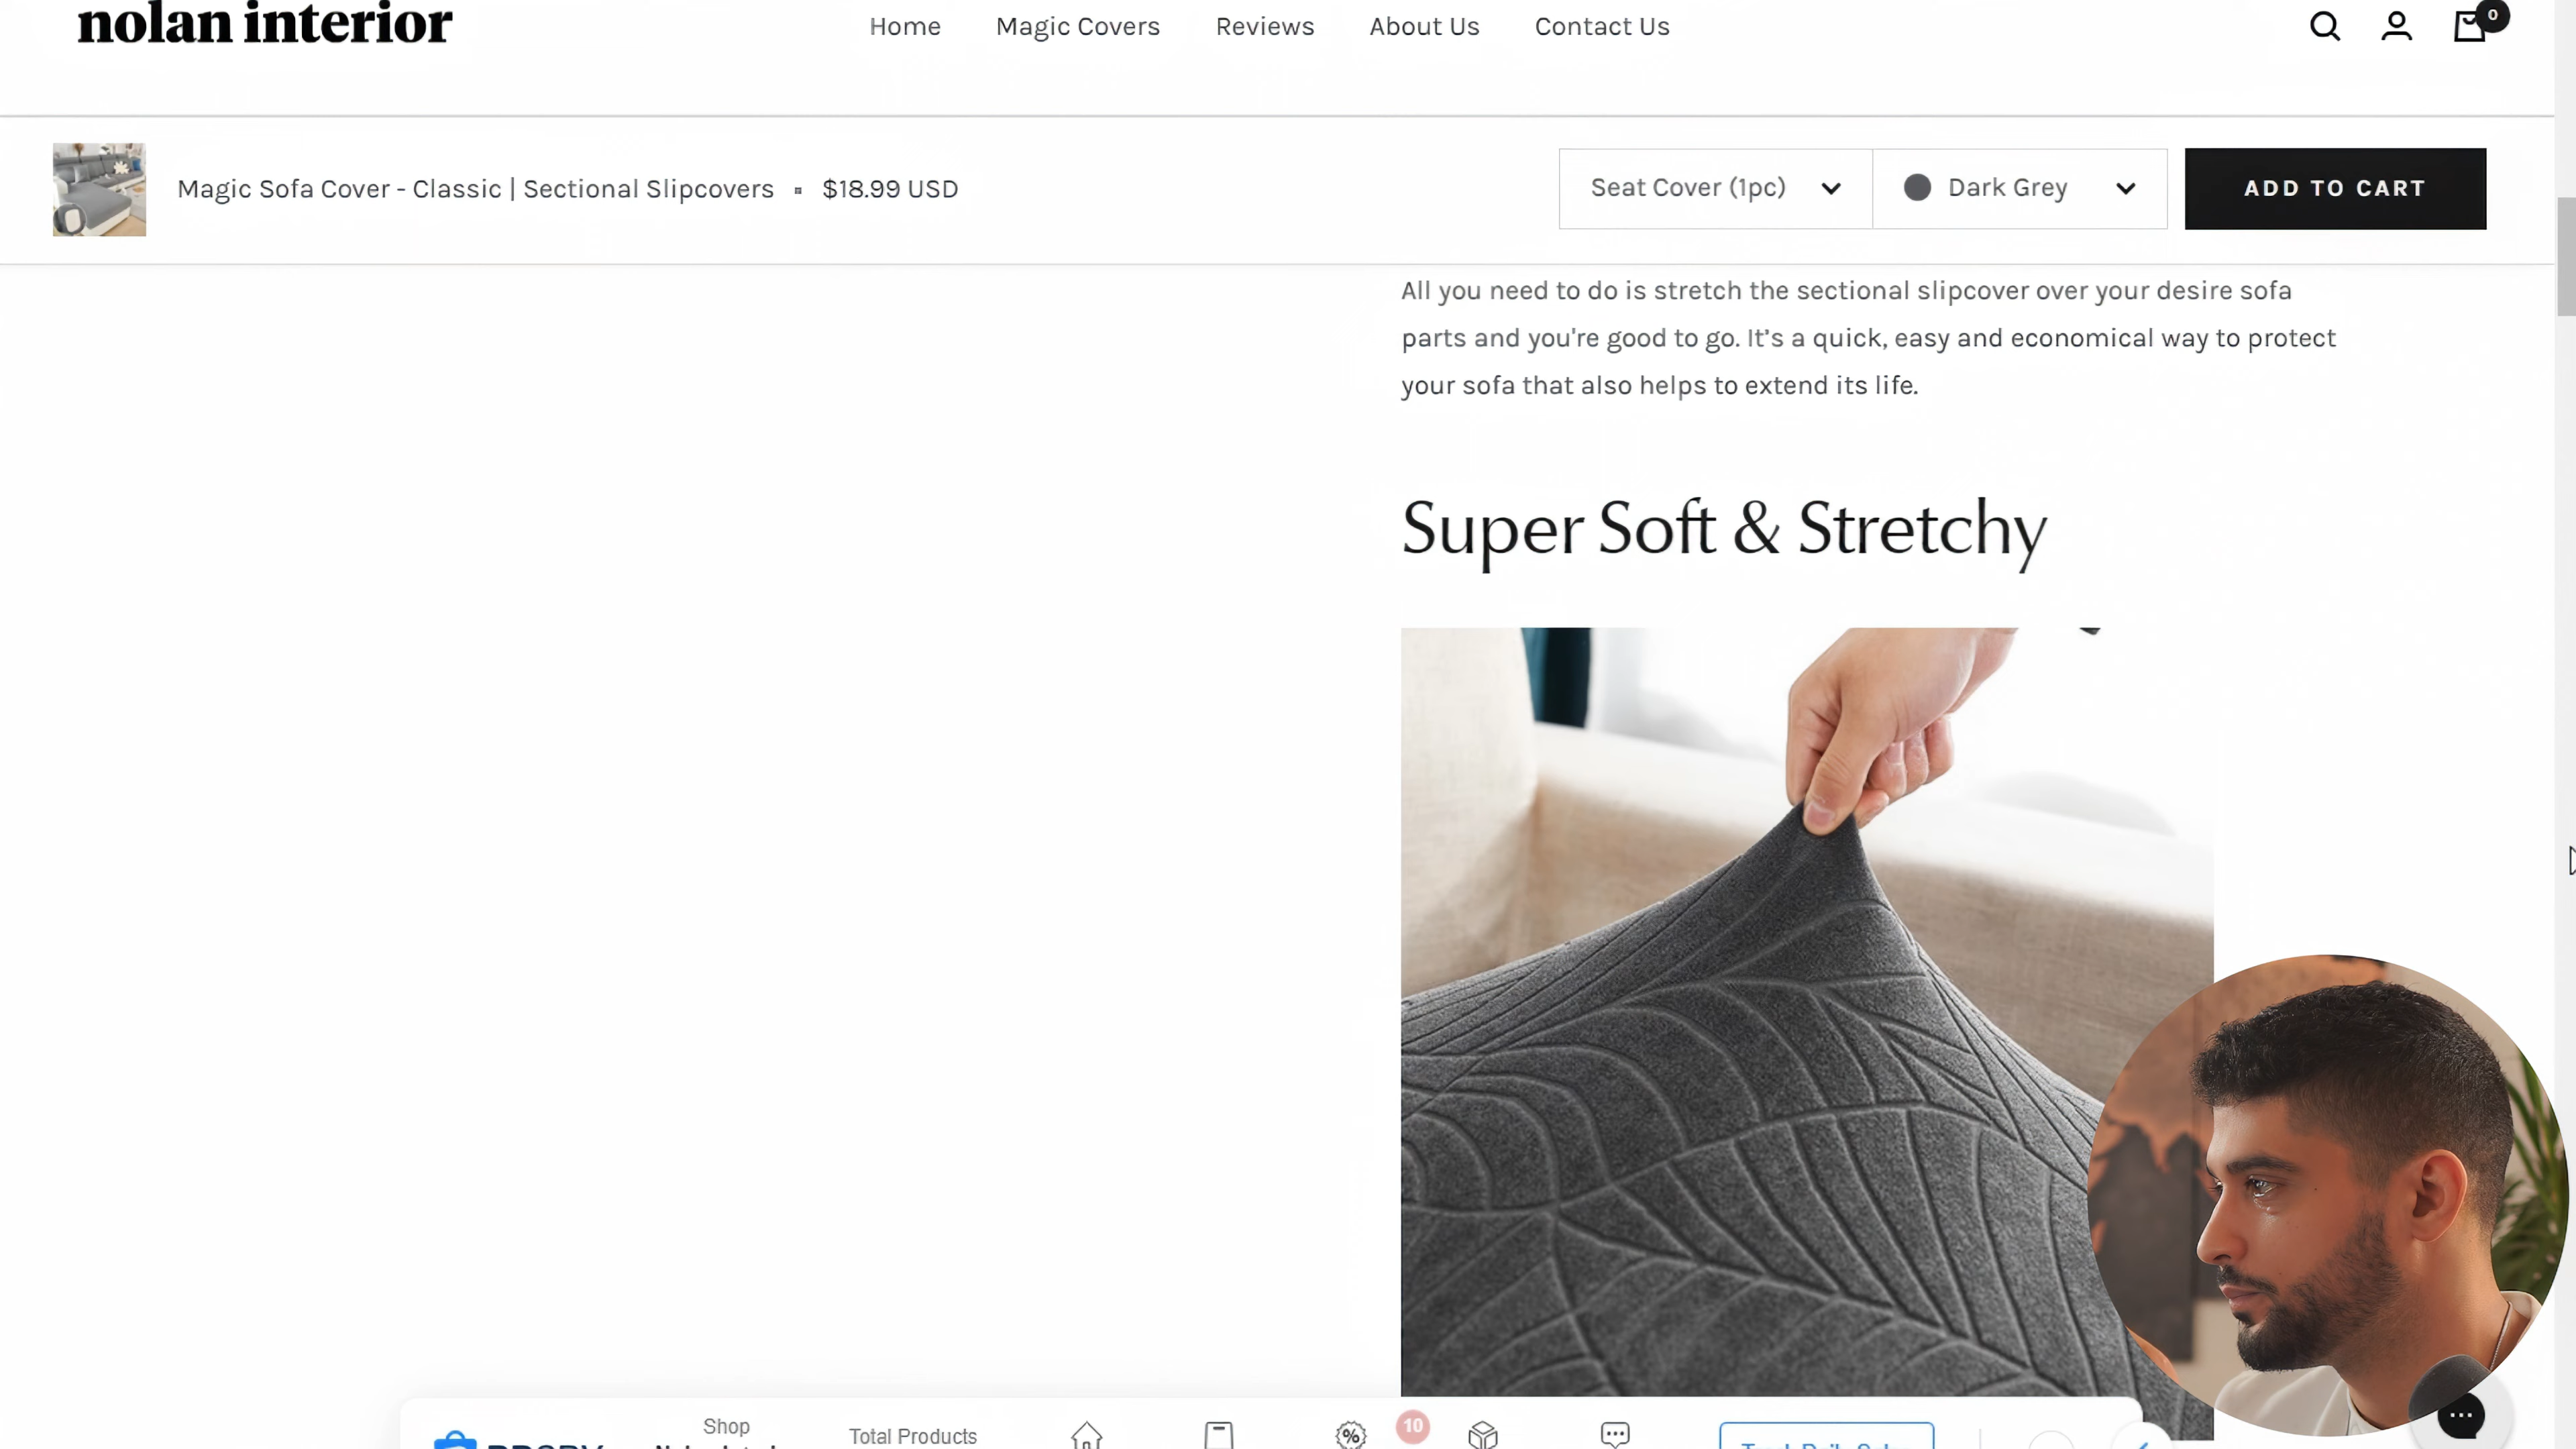 nolan interior
Home Magic Covers Reviews About Us Contact Us
0
Magic Sofa Cover - Classic | Sectional Slipcovers ▪ $18.99 USD
Seat Cover (1pc) Dark Grey ADD TO CART
All you need to do is stretch the sectional slipcover over your desire sofa
parts and you're good to go. It's a quick, easy and economical way to protect
your sofa that also helps to extend its life.
Super Soft & Stretchy
Shop
Total Products
10